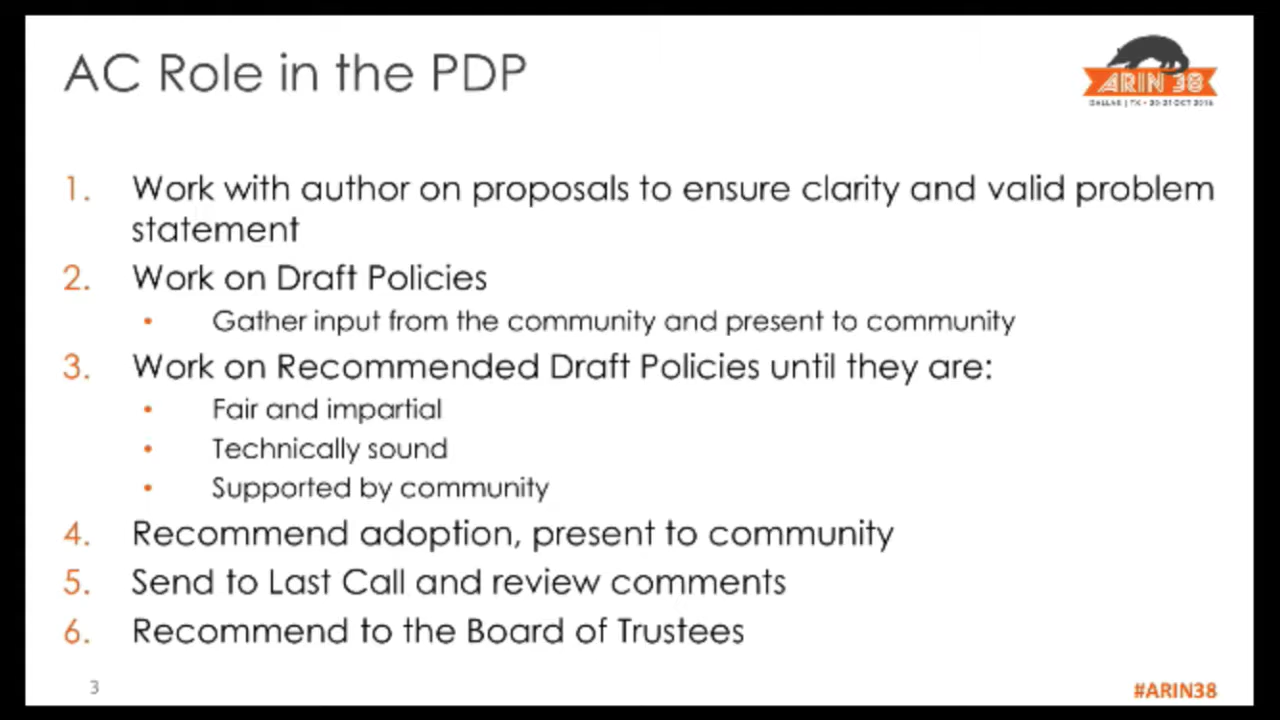 AC Role in the PDP
ARIN 38
DALLAS | TX • 20-21 OCT 2016
1. Work with author on proposals to ensure clarity and valid problem
statement
2. Work on Draft Policies
• Gather input from the community and present to community
3. Work on Recommended Draft Policies until they are:
• Fair and impartial
• Technically sound
• Supported by community
4. Recommend adoption, present to community
5. Send to Last Call and review comments
6. Recommend to the Board of Trustees
3
#ARIN38